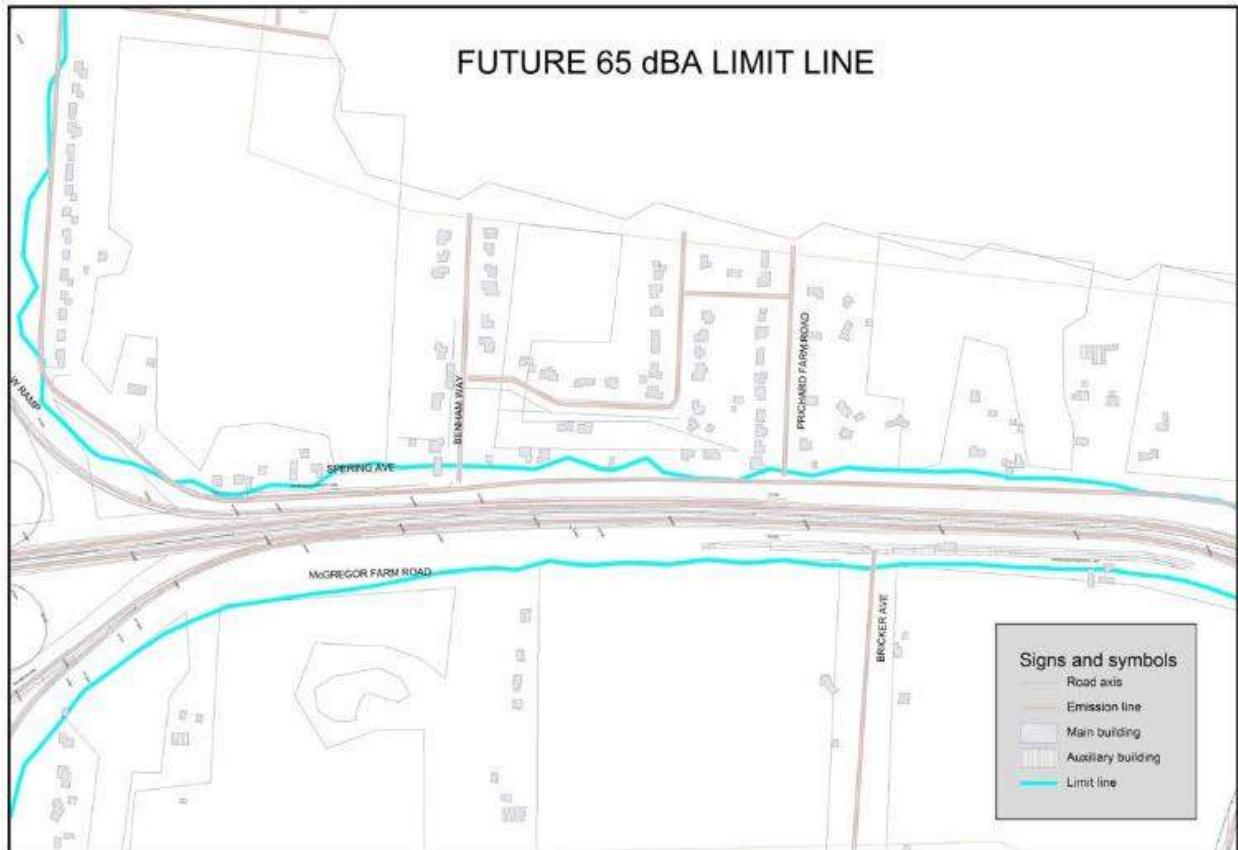 FUTURE 65 dBA LIMIT LINE
W RAMP
BENHAM WAY
PRICHARD FARM ROAD
SPERING AVE
McGREGOR FARM ROAD
BRICKER AVE
Signs and symbols
Road axis
Emission line
Main building
Auxiliary building
Limit line